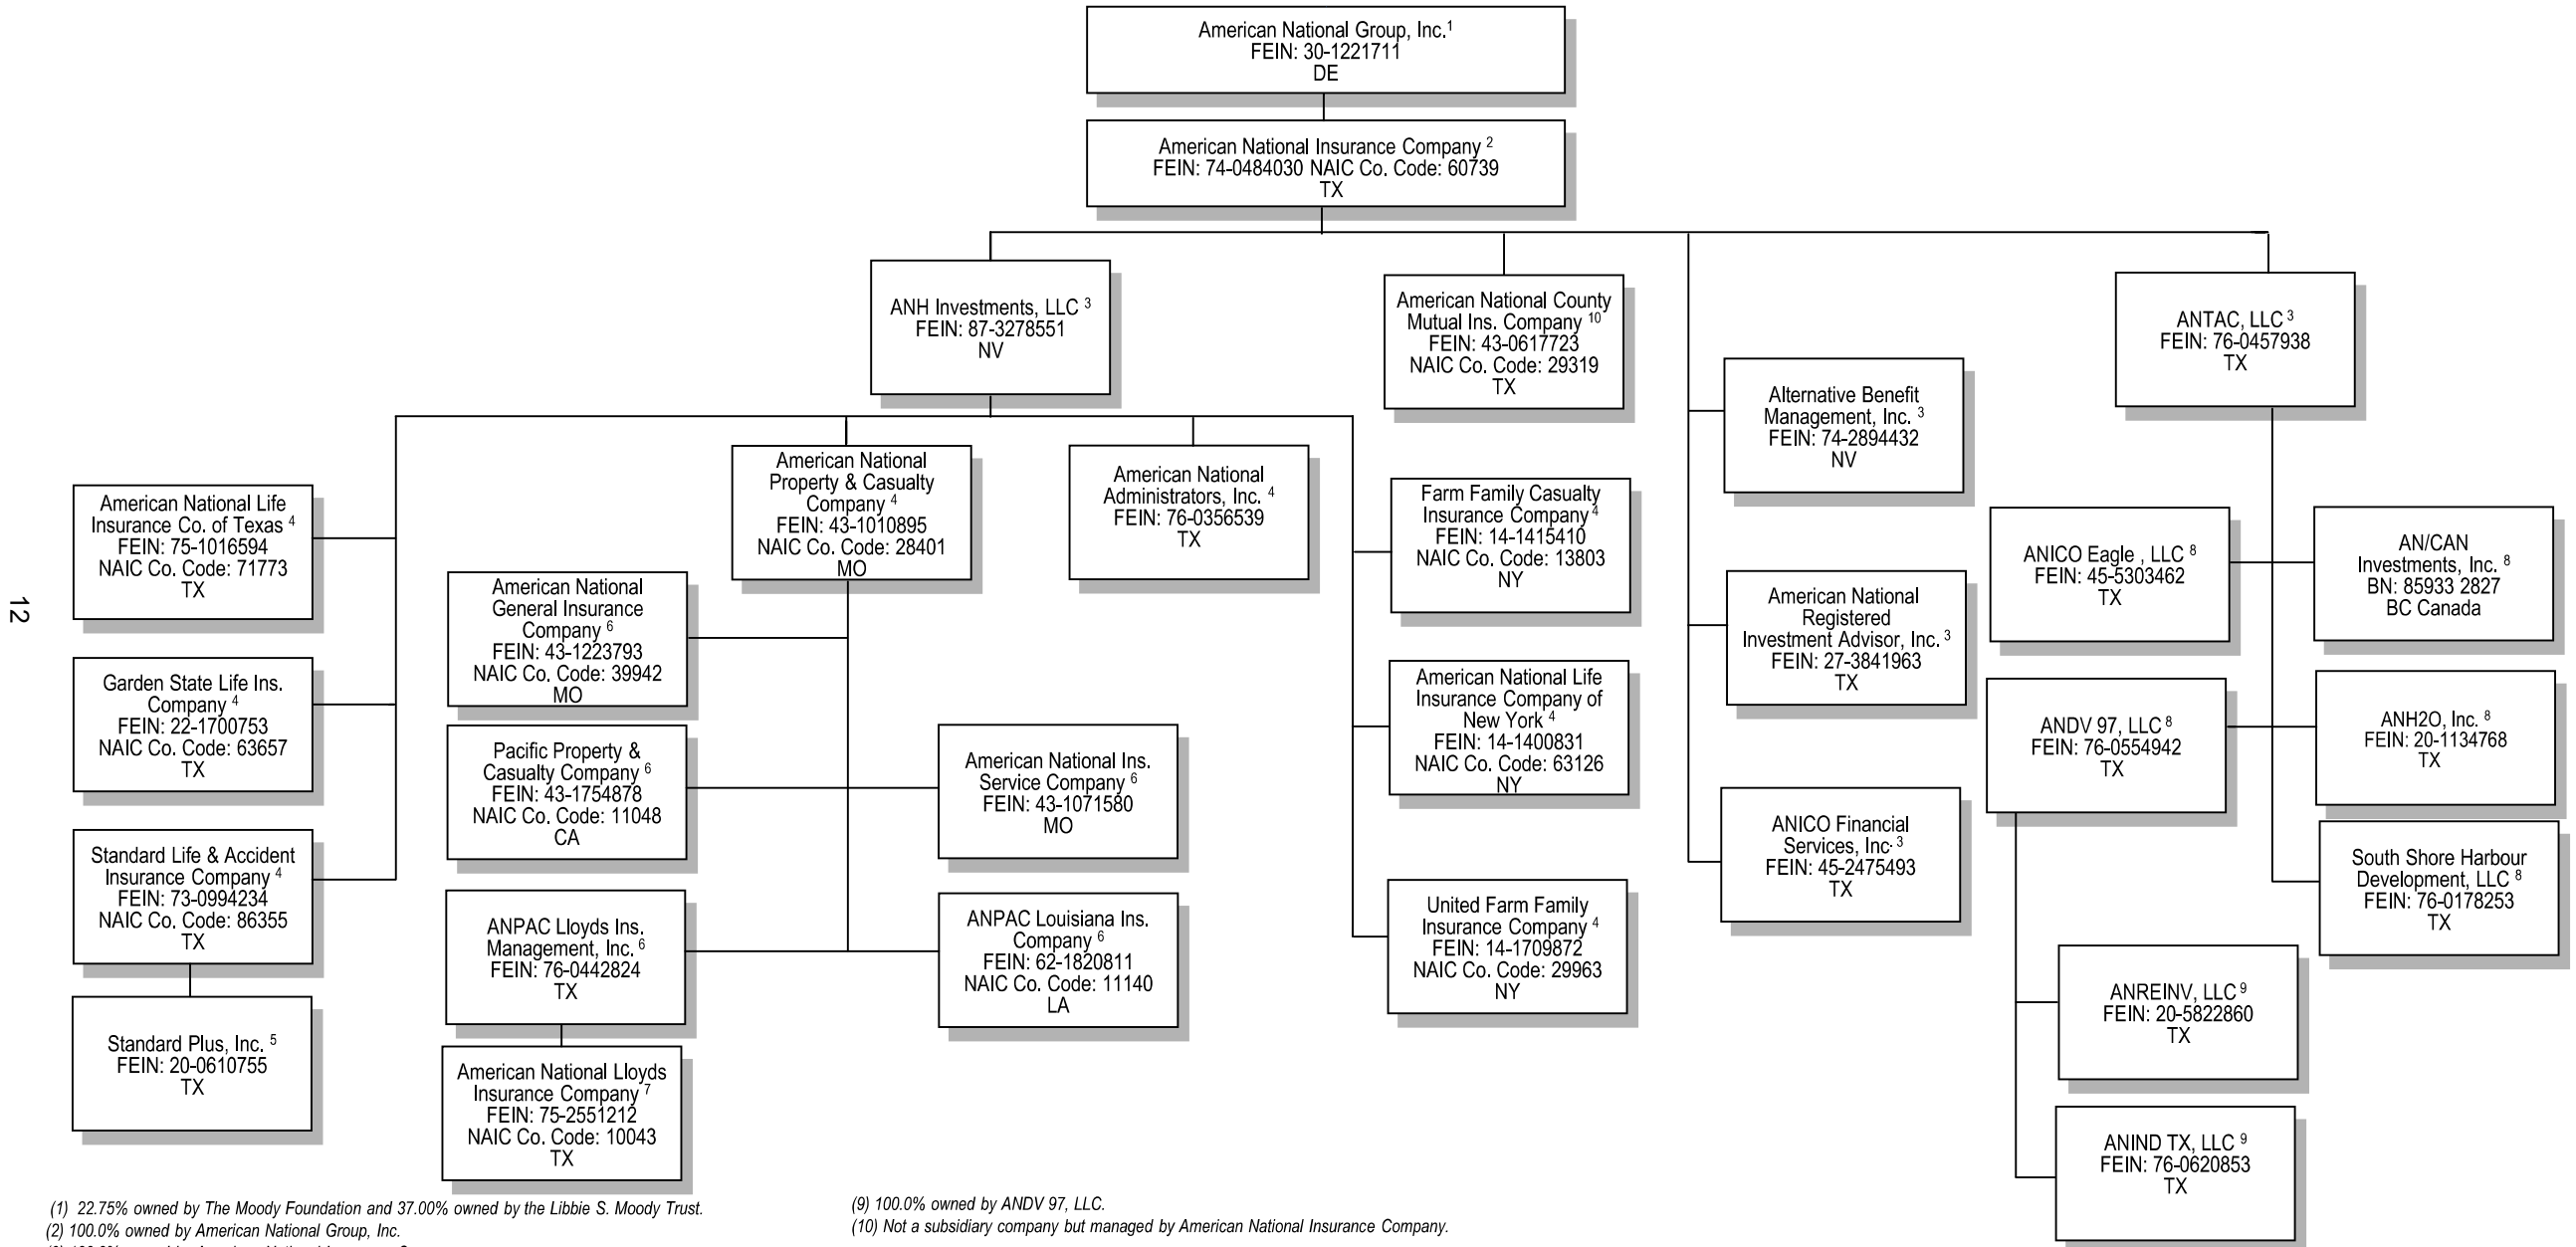 American National Group, Inc.1
FEIN: 30-1221711
DE
American National Insurance Company 2
FEIN: 74-0484030 NAIC Co. Code: 60739
TX
ANH Investments, LLC 3
FEIN: 87-3278551
NV
American National County
Mutual Ins. Company 10
FEIN: 43-0617723
NAIC Co. Code: 29319
TX
ANTAC, LLC 3
FEIN: 76-0457938
TX
Alternative Benefit
Management, Inc. 3
FEIN: 74-2894432
NV
American National Life
Insurance Co. of Texas 4
FEIN: 75-1016594
NAIC Co. Code: 71773
TX
American National
Property & Casualty
Company 4
FEIN: 43-1010895
NAIC Co. Code: 28401
MO
American National
Administrators, Inc. 4
FEIN: 76-0356539
TX
Farm Family Casualty
Insurance Company 4
FEIN: 14-1415410
NAIC Co. Code: 13803
NY
ANICO Eagle , LLC 8
FEIN: 45-5303462
TX
AN/CAN
Investments, Inc. 8
BN: 85933 2827
BC Canada
American National
General Insurance
Company 6
FEIN: 43-1223793
NAIC Co. Code: 39942
MO
American National
Registered
Investment Advisor, Inc. 3
FEIN: 27-3841963
TX
12
Garden State Life Ins.
Company 4
FEIN: 22-1700753
NAIC Co. Code: 63657
TX
American National Life
Insurance Company of
New York 4
FEIN: 14-1400831
NAIC Co. Code: 63126
NY
ANDV 97, LLC 8
FEIN: 76-0554942
TX
ANH2O, Inc. 8
FEIN: 20-1134768
TX
Pacific Property &
Casualty Company 6
FEIN: 43-1754878
NAIC Co. Code: 11048
CA
American National Ins.
Service Company 6
FEIN: 43-1071580
MO
ANICO Financial
Services, Inc. 3
FEIN: 45-2475493
TX
Standard Life & Accident
Insurance Company 4
FEIN: 73-0994234
NAIC Co. Code: 86355
TX
South Shore Harbour
Development, LLC 8
FEIN: 76-0178253
TX
ANPAC Lloyds Ins.
Management, Inc. 6
FEIN: 76-0442824
TX
ANPAC Louisiana Ins.
Company 6
FEIN: 62-1820811
NAIC Co. Code: 11140
LA
United Farm Family
Insurance Company 4
FEIN: 14-1709872
NAIC Co. Code: 29963
NY
ANREINV, LLC 9
FEIN: 20-5822860
TX
Standard Plus, Inc. 5
FEIN: 20-0610755
TX
American National Lloyds
Insurance Company 7
FEIN: 75-2551212
NAIC Co. Code: 10043
TX
ANIND TX, LLC 9
FEIN: 76-0620853
TX
(1) 22.75% owned by The Moody Foundation and 37.00% owned by the Libbie S. Moody Trust.
(2) 100.0% owned by American National Group, Inc.
(9) 100.0% owned by ANDV 97, LLC.
(10) Not a subsidiary company but managed by American National Insurance Company.